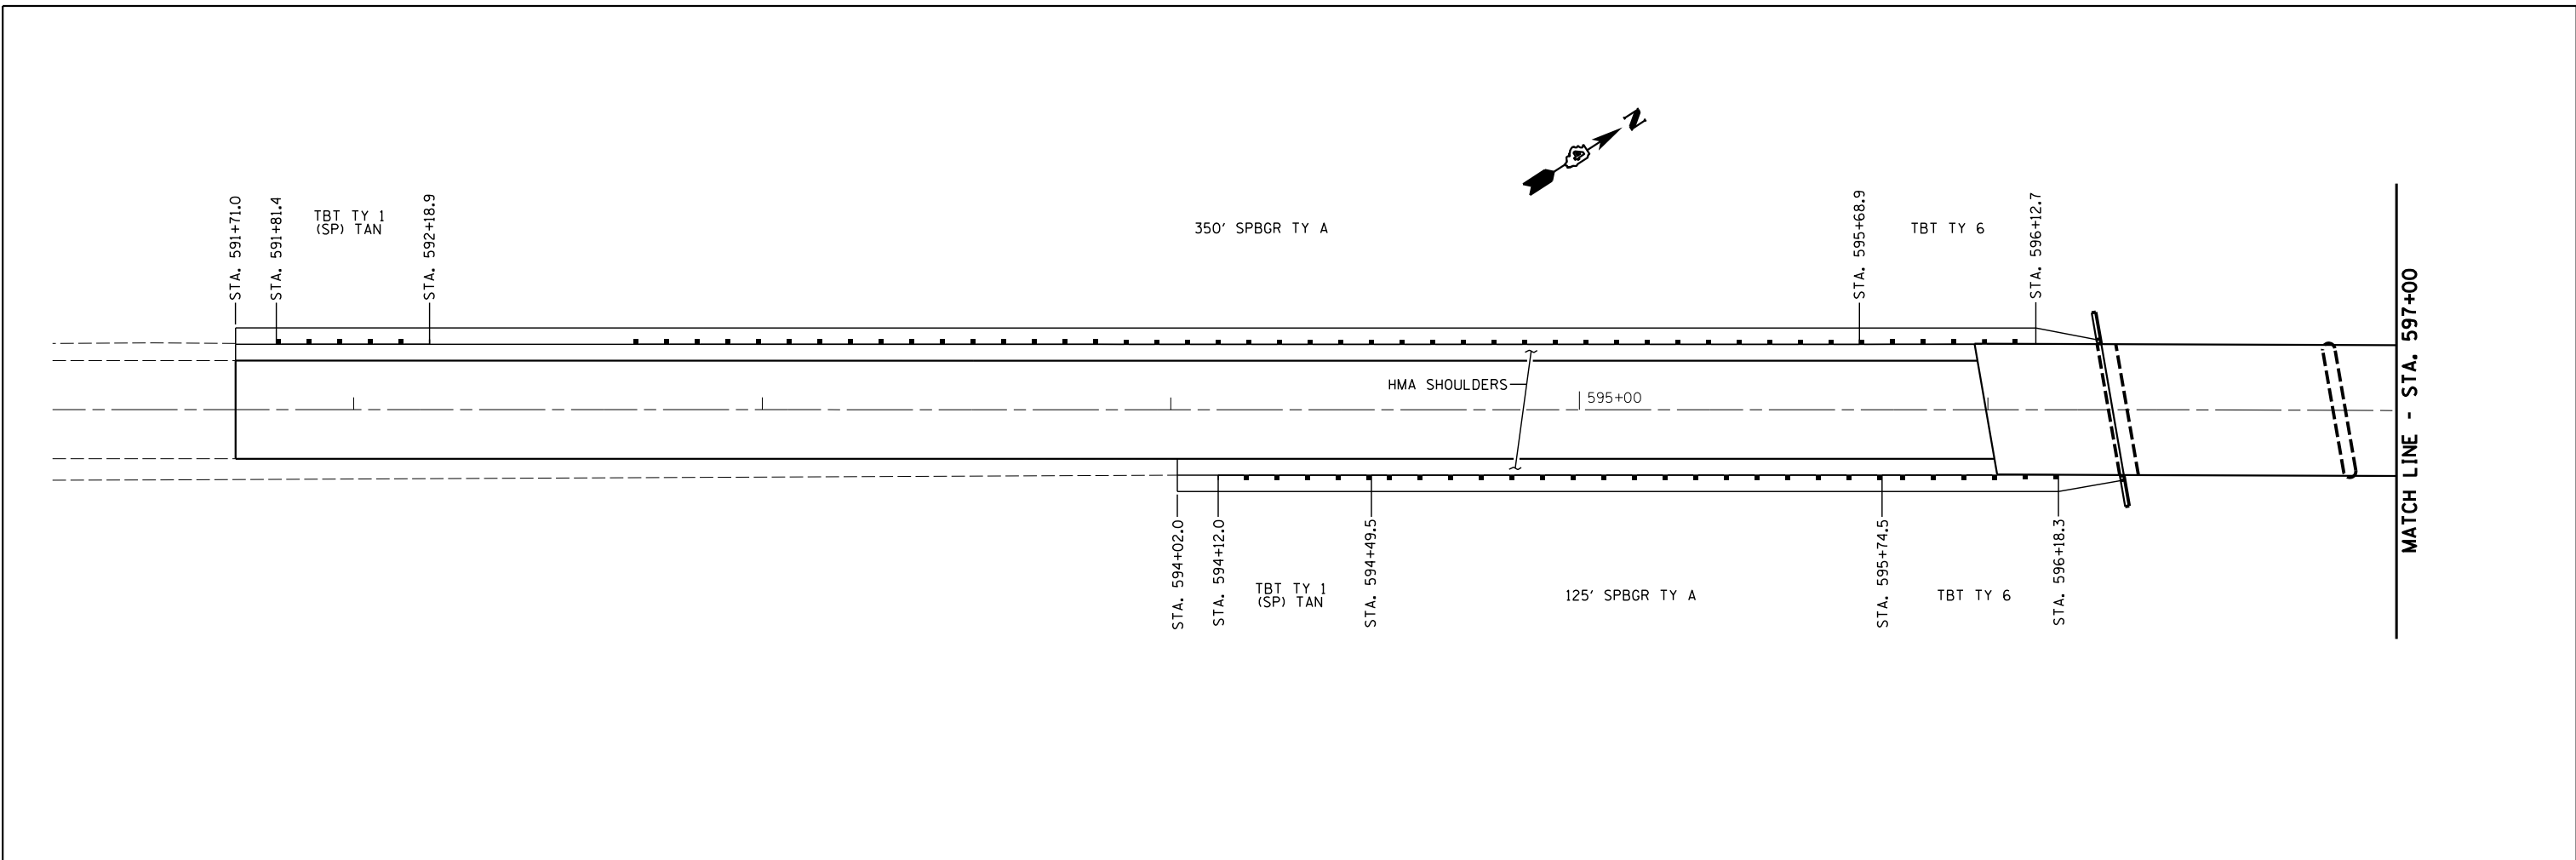 N
STA. 591+71.0
STA. 591+81.4
TBT TY 1
(SP) TAN
STA. 592+18.9
350' SPBGR TY A
STA. 595+68.9
TBT TY 6
STA. 596+12.7
MATCH LINE - STA. 597+00
HMA SHOULDERS
595+00
STA. 594+02.0
STA. 594+12.0
TBT TY 1
(SP) TAN
STA. 594+49.5
125' SPBGR TY A
STA. 595+74.5
TBT TY 6
STA. 596+18.3